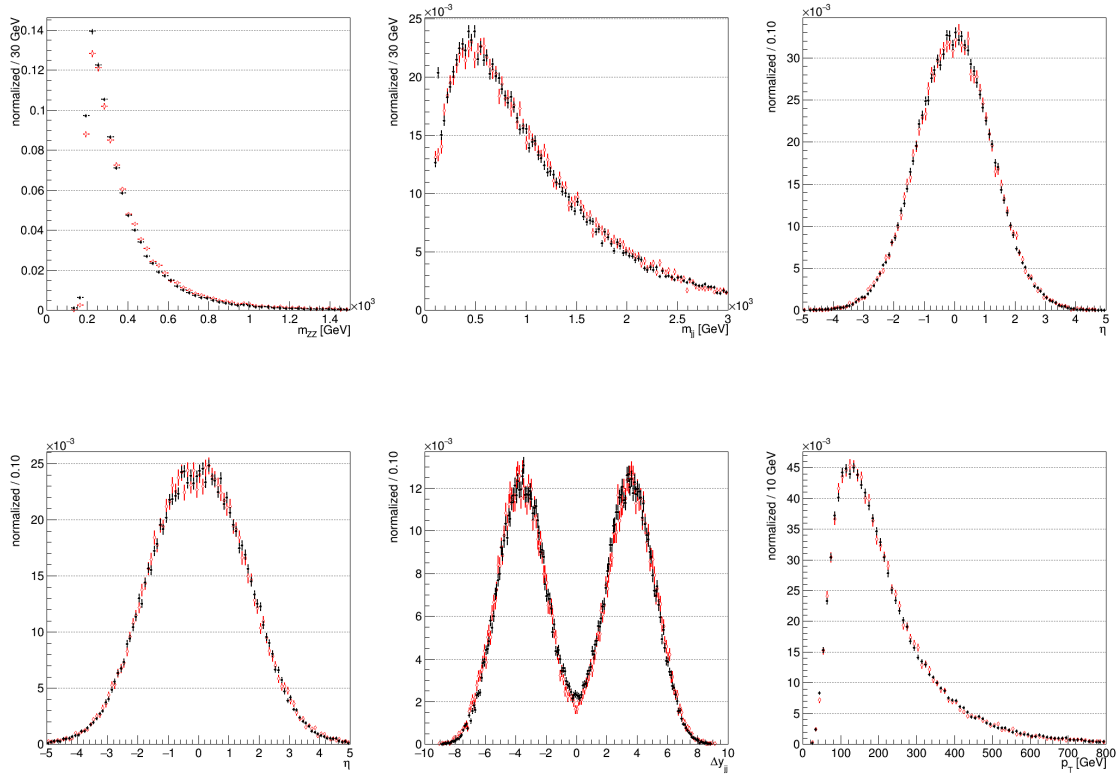 normalized / 30 GeV
0.14
0.12
0.1
0.08
0.06
0.04
0.02
0
0 0.2 0.4 0.6 0.8 1 1.2 1.4
×10³
m_ZZ [GeV]
×10⁻³
normalized / 30 GeV
25
20
15
10
5
0
0 0.5 1 1.5 2 2.5 3
×10³
m_jj [GeV]
×10⁻³
normalized / 0.10
30
25
20
15
10
5
0
−5 −4 −3 −2 −1 0 1 2 3 4 5
η
×10⁻³
normalized / 0.10
25
20
15
10
5
0
−5 −4 −3 −2 −1 0 1 2 3 4 5
η
×10⁻³
normalized / 0.10
12
10
8
6
4
2
0
−10 −8 −6 −4 −2 0 2 4 6 8 10
Δy_jj
×10⁻³
normalized / 10 GeV
45
40
35
30
25
20
15
10
5
0
0 100 200 300 400 500 600 700 800
p_T [GeV]